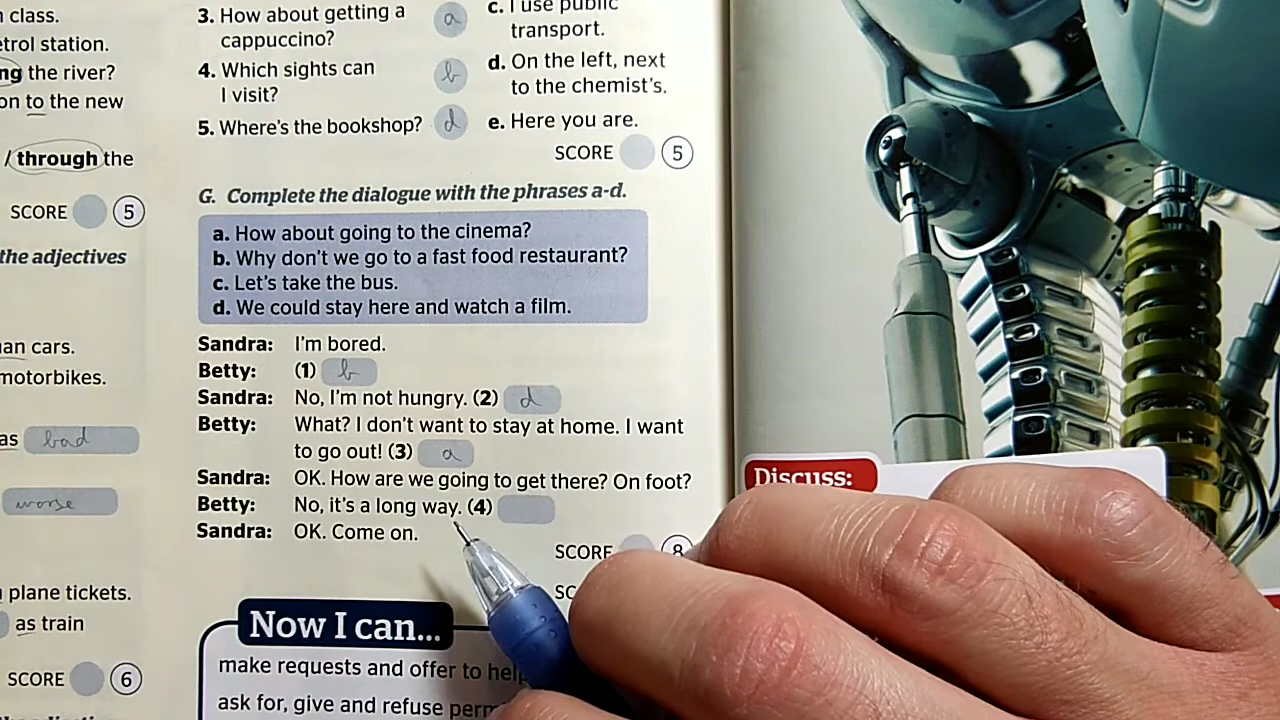 class.
etrol station.
ng the river?
on to the new
/ through the
SCORE 5
the adjectives
an cars.
motorbikes.
as bad
worse
plane tickets.
as train
SCORE 6
3. How about getting a
cappuccino?
a
4. Which sights can
I visit?
b
5. Where's the bookshop?
d
c. I use public
transport.
d. On the left, next
to the chemist's.
e. Here you are.
SCORE 5
G. Complete the dialogue with the phrases a-d.
a. How about going to the cinema?
b. Why don't we go to a fast food restaurant?
c. Let's take the bus.
d. We could stay here and watch a film.
Sandra: I'm bored.
Betty: (1) b
Sandra: No, I'm not hungry. (2) d
Betty: What? I don't want to stay at home. I want
to go out! (3) a
Sandra: OK. How are we going to get there? On foot?
Betty: No, it's a long way. (4)
Sandra: OK. Come on.
SCORE 8
SC
Now I can...
make requests and offer to help
ask for, give and refuse perm
Discuss: